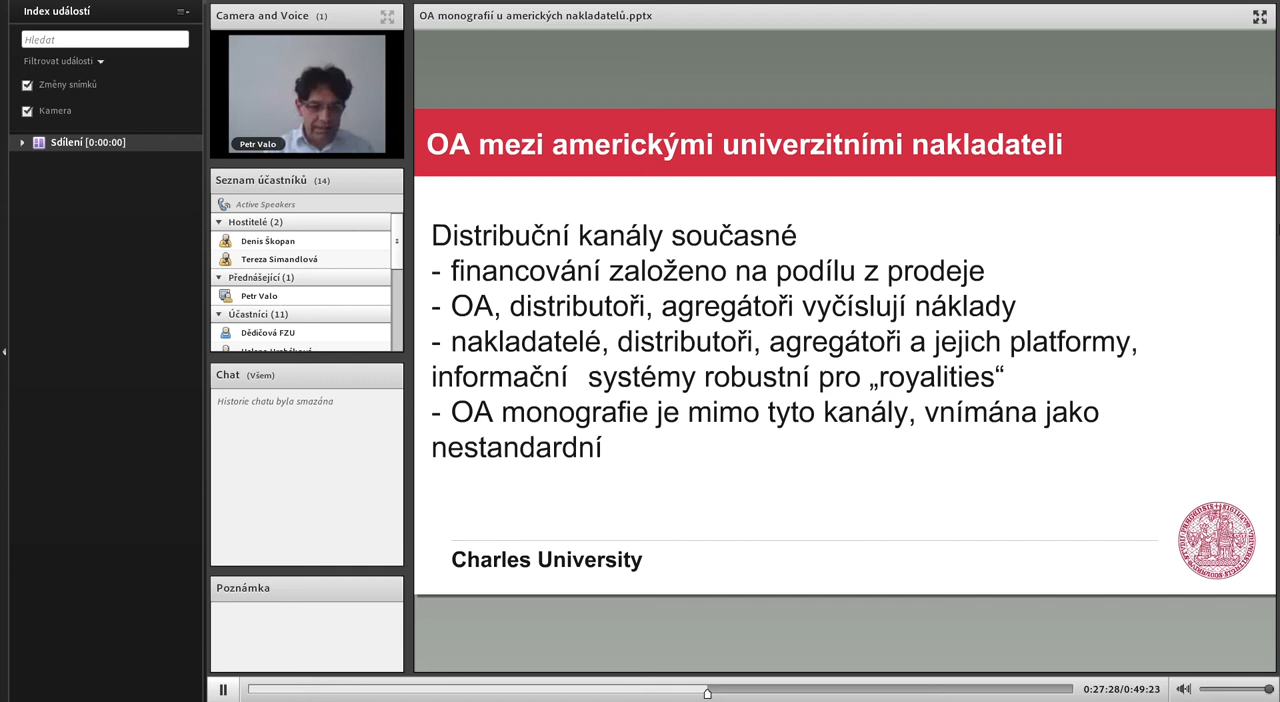 Index událostí
Hledat
Filtrovat události
Změny snímků
Kamera
Sdílení [0:00:00]
Camera and Voice (1)
Petr Valo
Seznam účastníků (14)
Active Speakers
Hostitelé (2)
Denis Škopan
Tereza Simandlová
Přednášející (1)
Petr Valo
Účastníci (11)
Dědičová FZU
Chat (Všem)
Historie chatu byla smazána
Poznámka
OA monografií u amerických nakladatelů.pptx
OA mezi americkými univerzitními nakladateli
Distribuční kanály současné
- financování založeno na podílu z prodeje
- OA, distributoři, agregátoři vyčíslují náklady
- nakladatelé, distributoři, agregátoři a jejich platformy,
informační systémy robustní pro „royalities“
- OA monografie je mimo tyto kanály, vnímána jako
nestandardní
Charles University
0:27:28/0:49:23